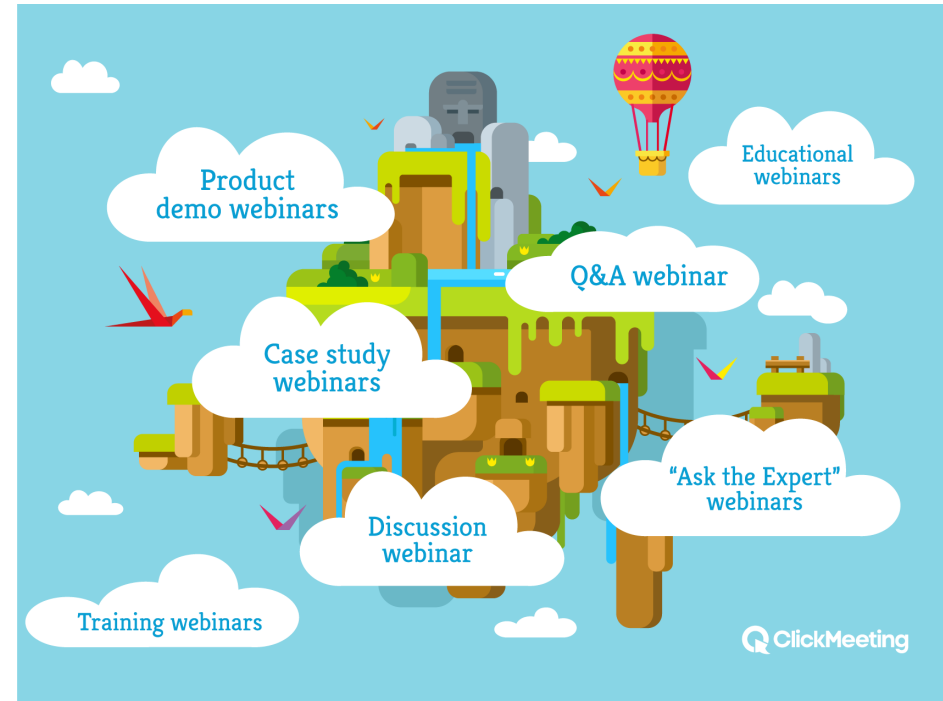 Product
demo webinars
Educational
webinars
Q&A webinar
Case study
webinars
“Ask the Expert”
webinars
Discussion
webinar
Training webinars
ClickMeeting